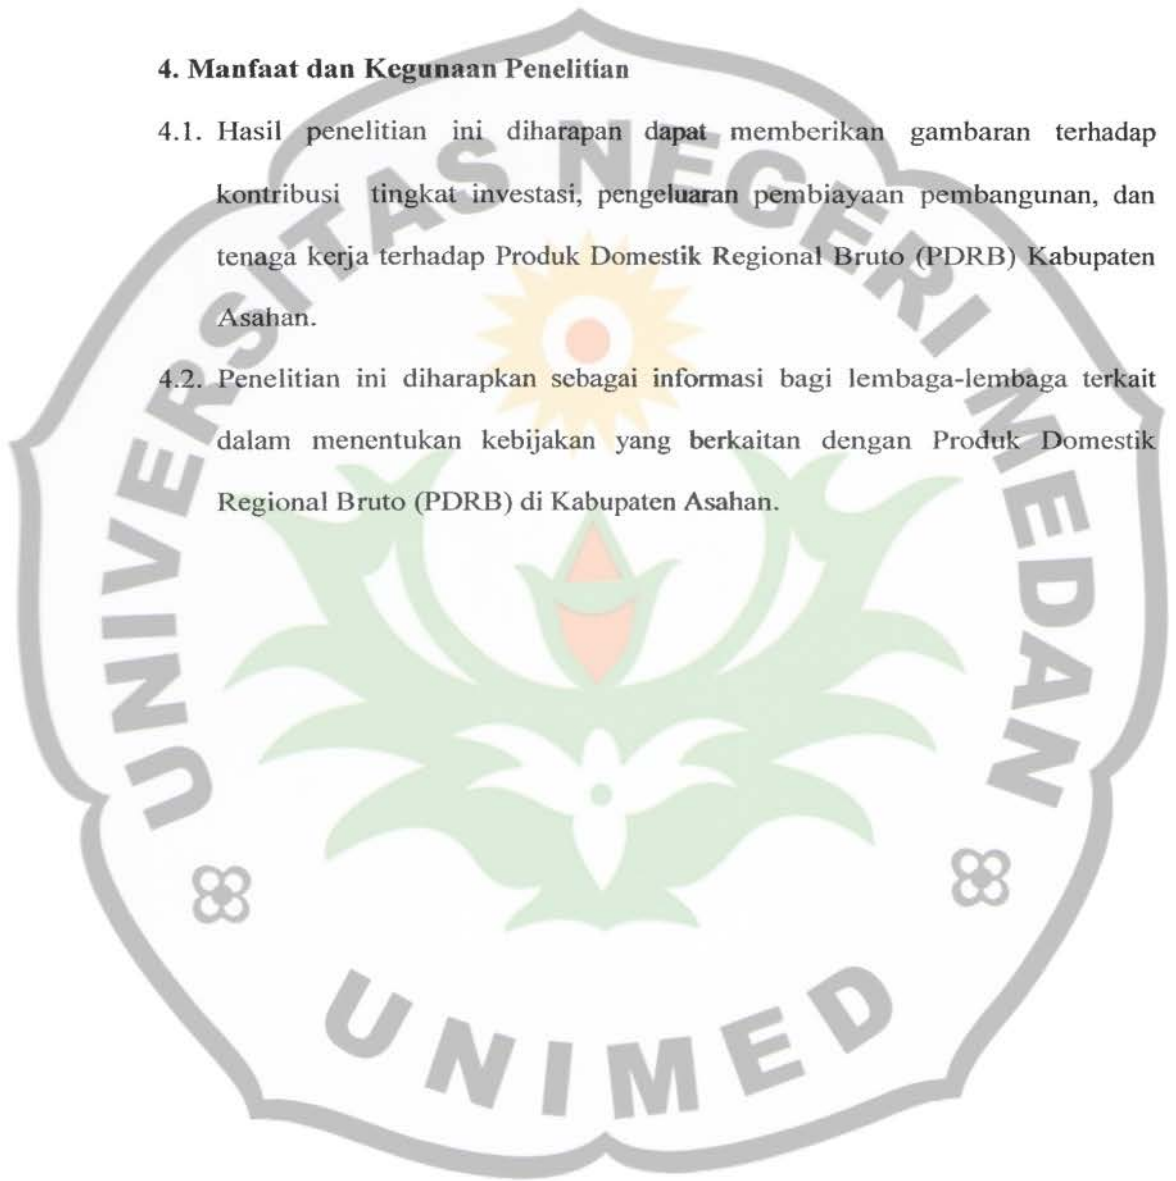 4. Manfaat dan Kegunaan Penelitian
4.1. Hasil penelitian ini diharapan dapat memberikan gambaran terhadap
kontribusi tingkat investasi, pengeluaran pembiayaan pembangunan, dan
tenaga kerja terhadap Produk Domestik Regional Bruto (PDRB) Kabupaten
Asahan.
4.2. Penelitian ini diharapkan sebagai informasi bagi lembaga-lembaga terkait
dalam menentukan kebijakan yang berkaitan dengan Produk Domestik
Regional Bruto (PDRB) di Kabupaten Asahan.
UNIVERSITAS NEGERI MEDAN
UNIMED